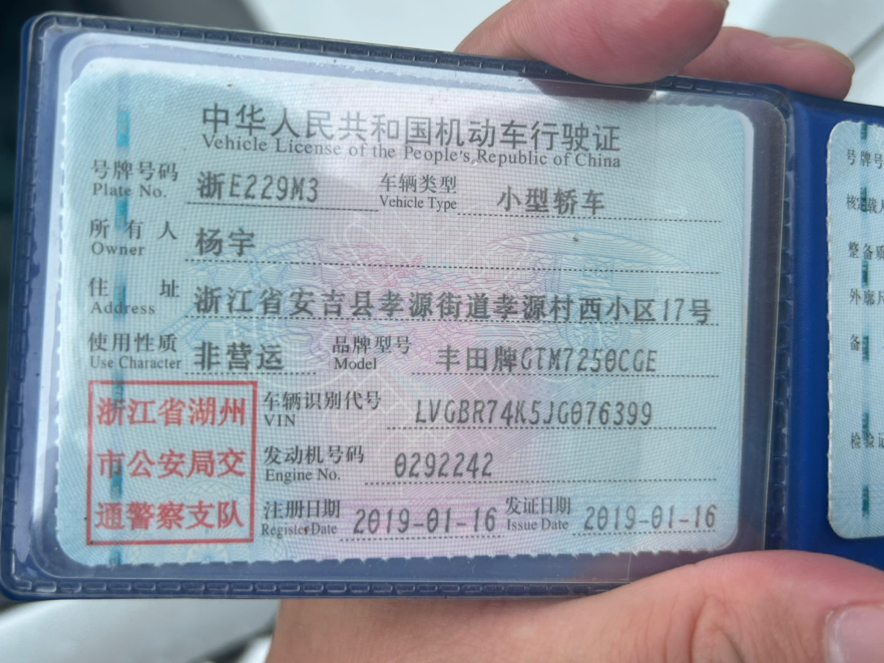 中华人民共和国机动车行驶证
Vehicle License of the People's Republic of China
号牌号码 浙E229M3 车辆类型 小型轿车
Plate No. Vehicle Type
所有人 杨宇
Owner
住址 浙江省安吉县孝源街道孝源村西小区17号
Address
使用性质 非营运 品牌型号 丰田牌GTM7250CGE
Use Character Model
浙江省湖州
市公安局交
通警察支队
车辆识别代号 LVGBR74K5JG076399
VIN
发动机号码 0292242
Engine No.
注册日期 2019-01-16 发证日期 2019-01-16
Register Date Issue Date
号牌号
核定载人
整备质
外廓尺
备
检验记